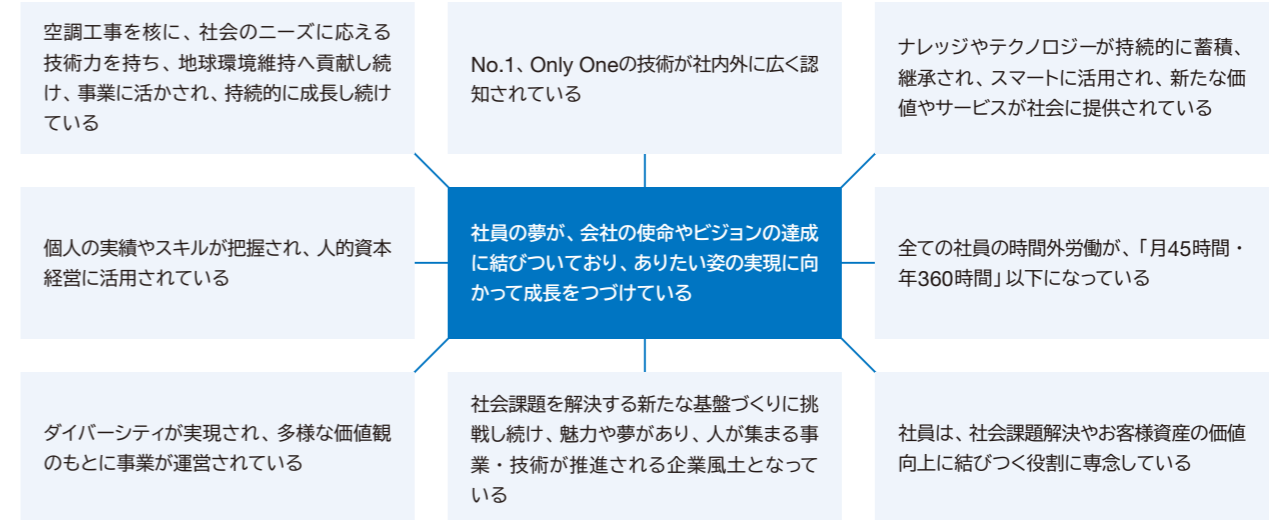 空調工事を核に、社会のニーズに応える
技術力を持ち、地球環境維持へ貢献し続
け、事業に活かされ、持続的に成長し続け
ている
No.1、Only Oneの技術が社内外に広く認
知されている
ナレッジやテクノロジーが持続的に蓄積、
継承され、スマートに活用され、新たな価
値やサービスが社会に提供されている
個人の実績やスキルが把握され、人的資本
経営に活用されている
社員の夢が、会社の使命やビジョンの達成
に結びついており、ありたい姿の実現に向
かって成長をつづけている
全ての社員の時間外労働が、「月45時間・
年360時間」以下になっている
ダイバーシティが実現され、多様な価値観
のもとに事業が運営されている
社会課題を解決する新たな基盤づくりに挑
戦し続け、魅力や夢があり、人が集まる事
業・技術が推進される企業風土となって
いる
社員は、社会課題解決やお客様資産の価値
向上に結びつく役割に専念している